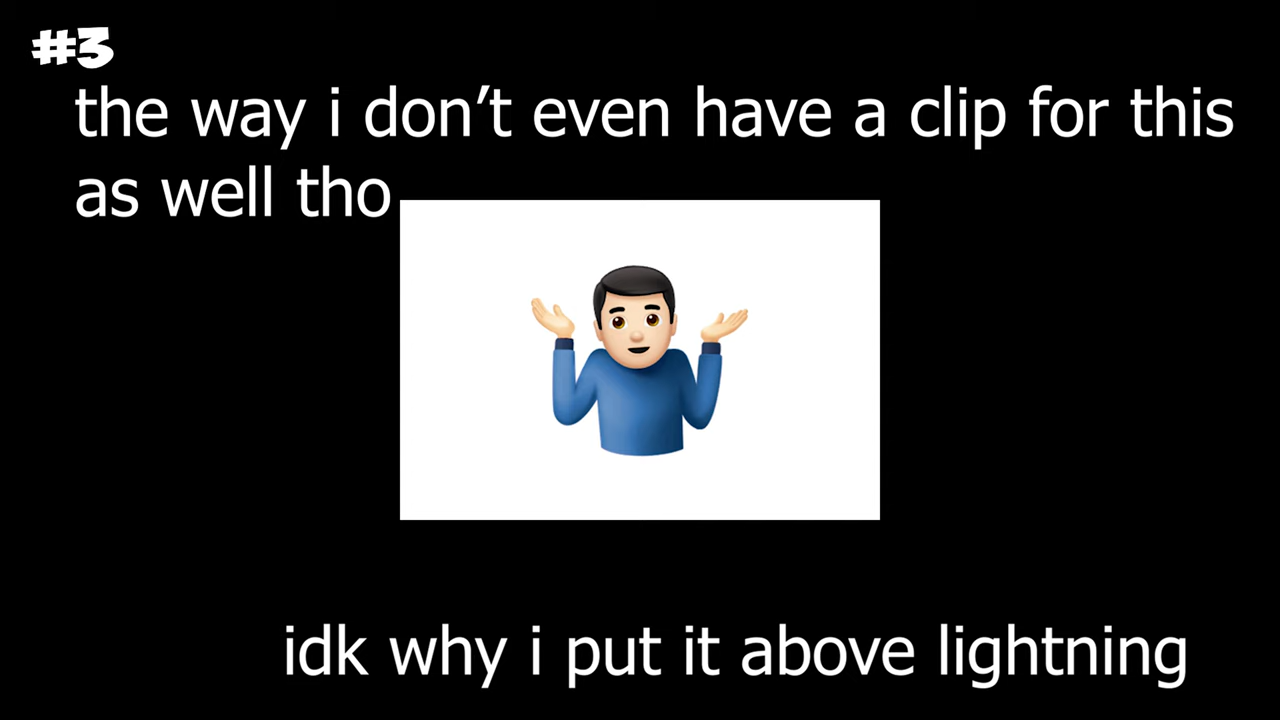 #3
the way i don’t even have a clip for this
as well tho
idk why i put it above lightning